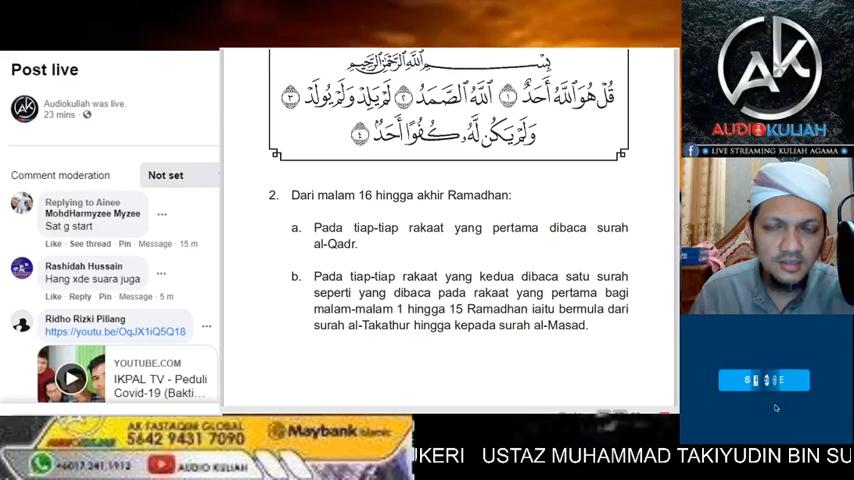 Post live
Audiokuliah was live.
23 mins ·
Comment moderation
Not set
Replying to Ainee
MohdHarmyzee Myzee
Sat g start
Like · See thread · Pin · Message · 15 m
Rashidah Hussain
Hang xde suara juga
Like · Reply · Pin · Message · 5 m
Ridho Rizki Piliang
https://youtu.be/OqJX1iQ5Q18
YOUTUBE.COM
IKPAL TV - Peduli
Covid-19 (Bakti...
بِسْمِ اللَّهِ الرَّحْمَٰنِ الرَّحِيمِ
قُلْ هُوَ اللَّهُ أَحَدٌ ١ اللَّهُ الصَّمَدُ ٢ لَمْ يَلِدْ وَلَمْ يُولَدْ ٣
وَلَمْ يَكُن لَّهُ كُفُوًا أَحَدٌ ٤
2. Dari malam 16 hingga akhir Ramadhan:
a. Pada tiap-tiap rakaat yang pertama dibaca surah
al-Qadr.
b. Pada tiap-tiap rakaat yang kedua dibaca satu surah
seperti yang dibaca pada rakaat yang pertama bagi
malam-malam 1 hingga 15 Ramadhan iaitu bermula dari
surah al-Takathur hingga kepada surah al-Masad.
AK
AUDIOKULIAH
LIVE STREAMING KULIAH AGAMA
AK FASTAQIM GLOBAL
5642 9431 7090
Maybank Islamic
+6017.241.1912
AUDIO KULIAH
UKERI USTAZ MUHAMMAD TAKIYUDIN BIN SU